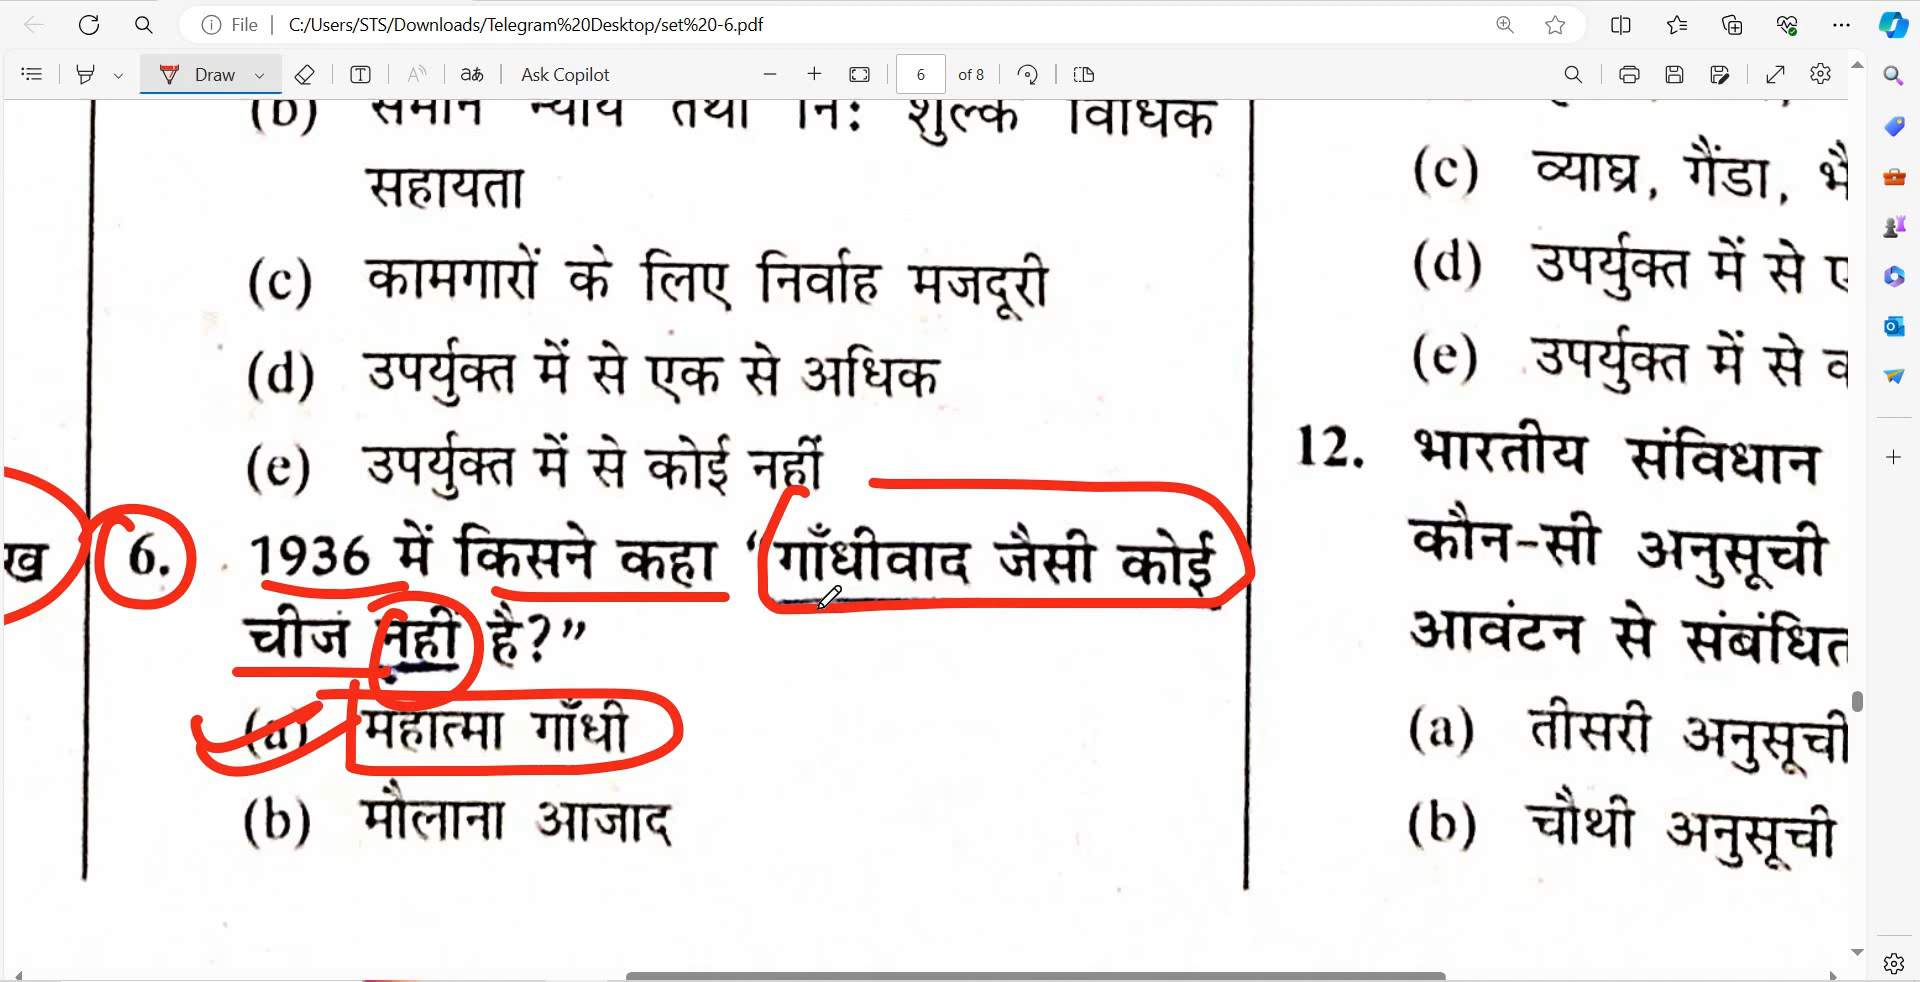 File
C:/Users/STS/Downloads/Telegram%20Desktop/set%20-6.pdf
Draw
aあ
Ask Copilot
6
of 8
(b) समान न्याय तथा नि: शुल्क विधिक
सहायता
(c) कामगारों के लिए निर्वाह मजदूरी
(d) उपर्युक्त में से एक से अधिक
(e) उपर्युक्त में से कोई नहीं
ख
6. 1936 में किसने कहा "गाँधीवाद जैसी कोई
चीज नहीं है?”
(a) महात्मा गाँधी
(b) मौलाना आजाद
(c) व्याघ्र, गैंडा,
(d) उपर्युक्त में से
(e) उपर्युक्त में से
12. भारतीय संविधान
कौन-सी अनुसूची
आवंटन से संबंधित
(a) तीसरी अनुसूची
(b) चौथी अनुसूची